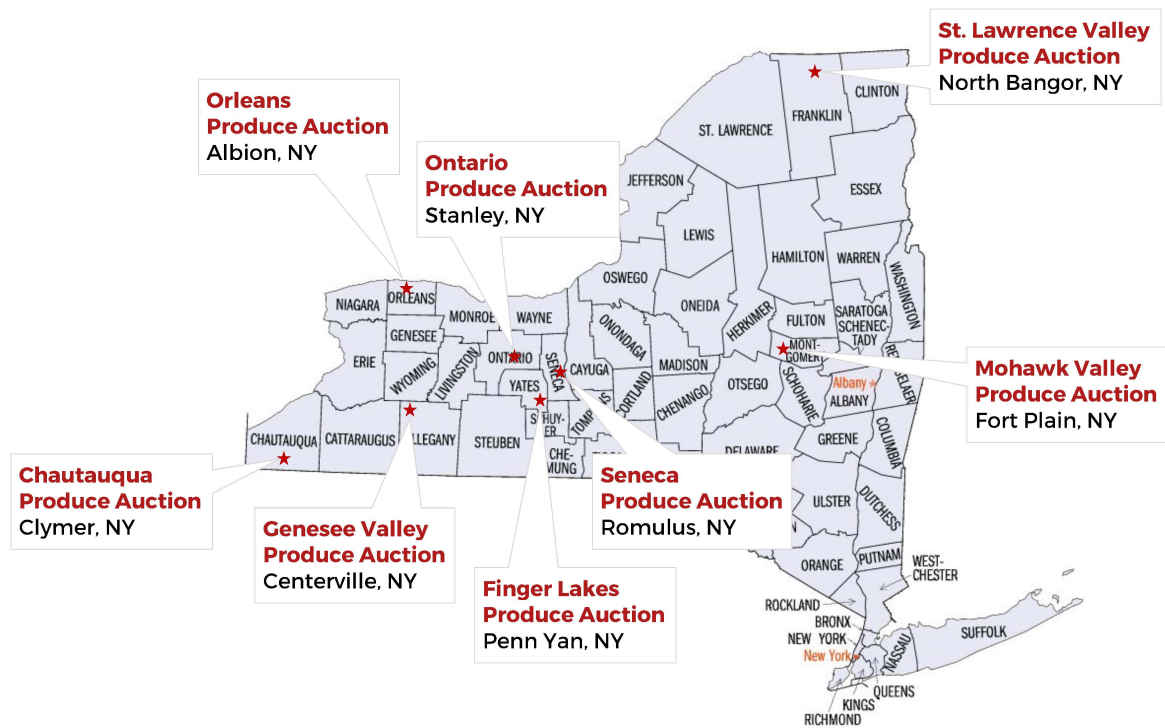 St. Lawrence Valley
Produce Auction
North Bangor, NY
Orleans
Produce Auction
Albion, NY
Ontario
Produce Auction
Stanley, NY
Mohawk Valley
Produce Auction
Fort Plain, NY
Chautauqua
Produce Auction
Clymer, NY
Genesee Valley
Produce Auction
Centerville, NY
Seneca
Produce Auction
Romulus, NY
Finger Lakes
Produce Auction
Penn Yan, NY
CLINTON
FRANKLIN
ST. LAWRENCE
JEFFERSON
ESSEX
LEWIS
HAMILTON
WARREN
WASHINGTON
OSWEGO
ONEIDA
HERKIMER
FULTON
SARATOGA
SCHENEC-
TADY
NIAGARA
ORLEANS
MONROE
WAYNE
GENESEE
ERIE
WYOMING
LIVINGSTON
ONTARIO
YATES
SENECA
CAYUGA
ONONDAGA
MADISON
CORTLAND
CHENANGO
OTSEGO
MONT-
GOMERY
SCHOHARIE
Albany
ALBANY
CHAUTAUQUA
CATTARAUGUS
LLEGANY
STEUBEN
HUY-
ER
CHE-
MUNG
TOMP
DELAWARE
GREENE
COLUMBIA
ULSTER
DUTCHESS
ORANGE
PUTNAM
WEST-
CHESTER
ROCKLAND
BRONX
NEW YORK
New York
NASSAU
SUFFOLK
QUEENS
KINGS
RICHMOND